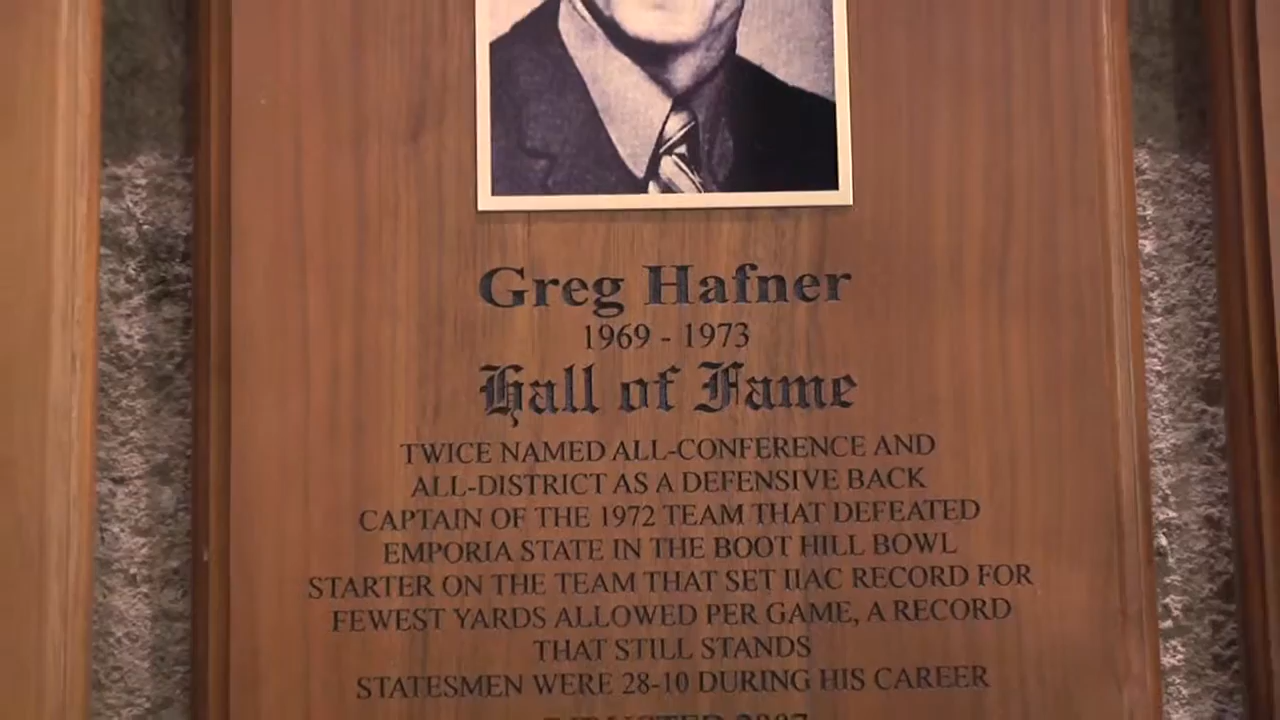 Greg Hafner
1969 - 1973
Hall of Fame
TWICE NAMED ALL-CONFERENCE AND
ALL-DISTRICT AS A DEFENSIVE BACK
CAPTAIN OF THE 1972 TEAM THAT DEFEATED
EMPORIA STATE IN THE BOOT HILL BOWL
STARTER ON THE TEAM THAT SET IIAC RECORD FOR
FEWEST YARDS ALLOWED PER GAME, A RECORD
THAT STILL STANDS
STATESMEN WERE 28-10 DURING HIS CAREER